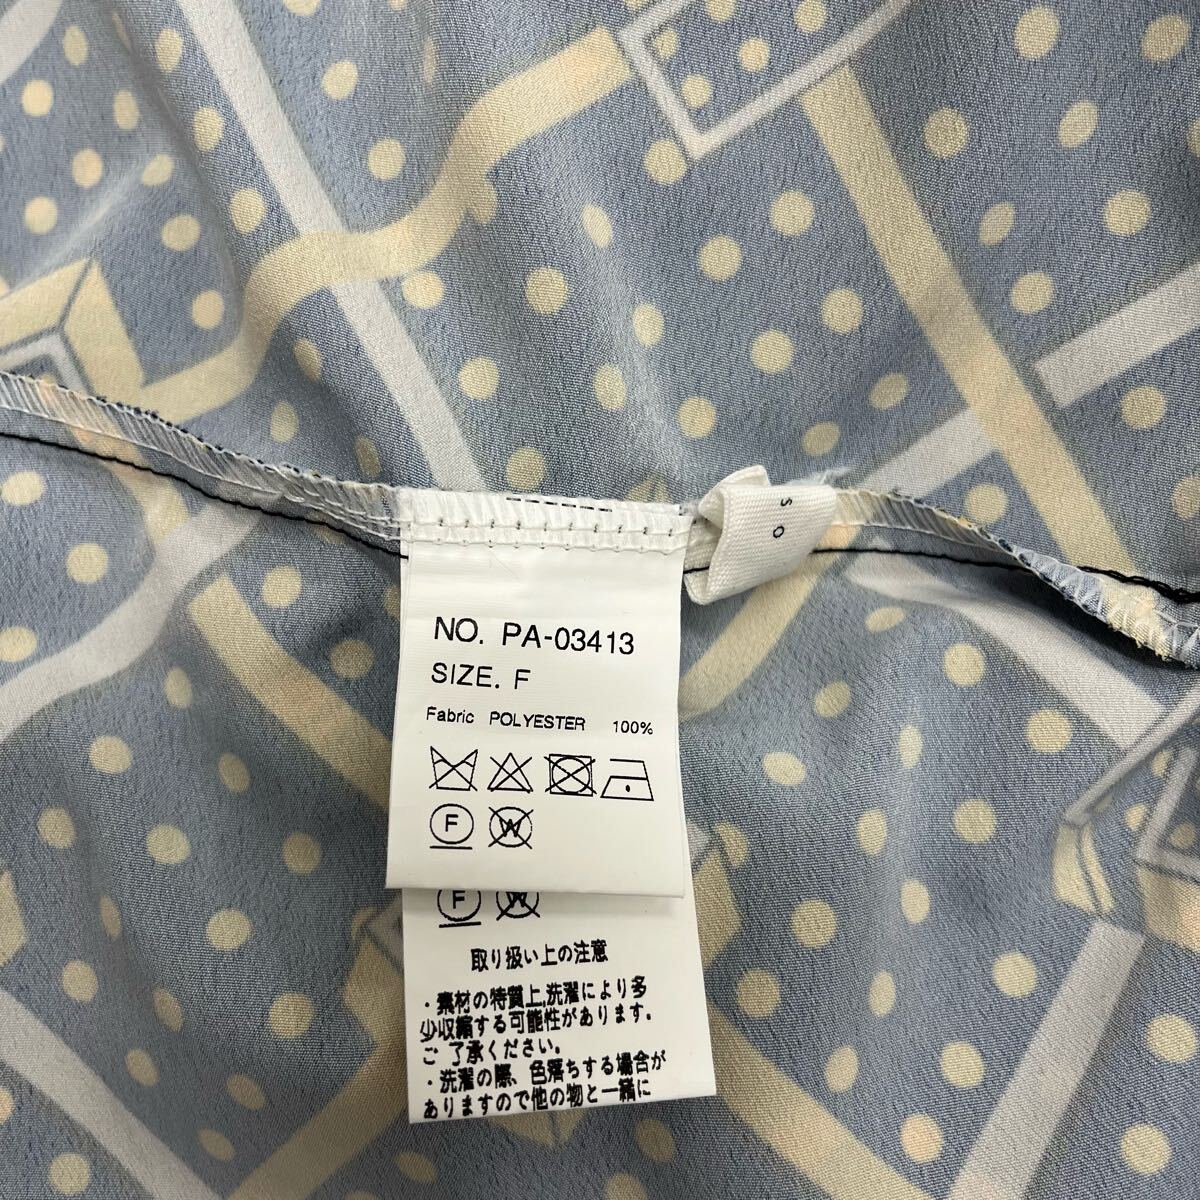 S O
NO. PA-03413
SIZE. F
Fabric POLYESTER 100%
F W
F W
取り扱い上の注意
・素材の特質上,洗濯により多
少収縮する可能性があります。
ご了承ください。
・洗濯の際、色落ちする場合が
ありますので他の物と一緒に